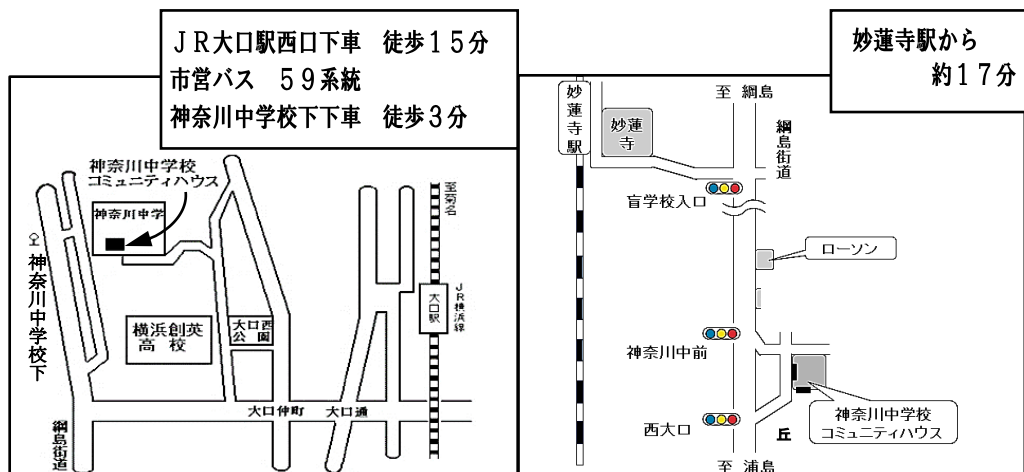 ＪＲ大口駅西口下車　徒歩１５分
市営バス　５９系統
神奈川中学校下下車　徒歩３分
神奈川中学校
コミュニティハウス
神奈川中学
神奈川中学校下
横浜創英
高校
大口西
公園
至菊名
ＪＲ横浜線
大口駅
大口仲町
大口通
綱島街道
妙蓮寺駅から
約１７分
至 綱島
妙蓮寺駅
妙蓮
寺
綱島街道
盲学校入口
ローソン
神奈川中前
神奈川中学校
コミュニティハウス
西大口
丘
至 浦島